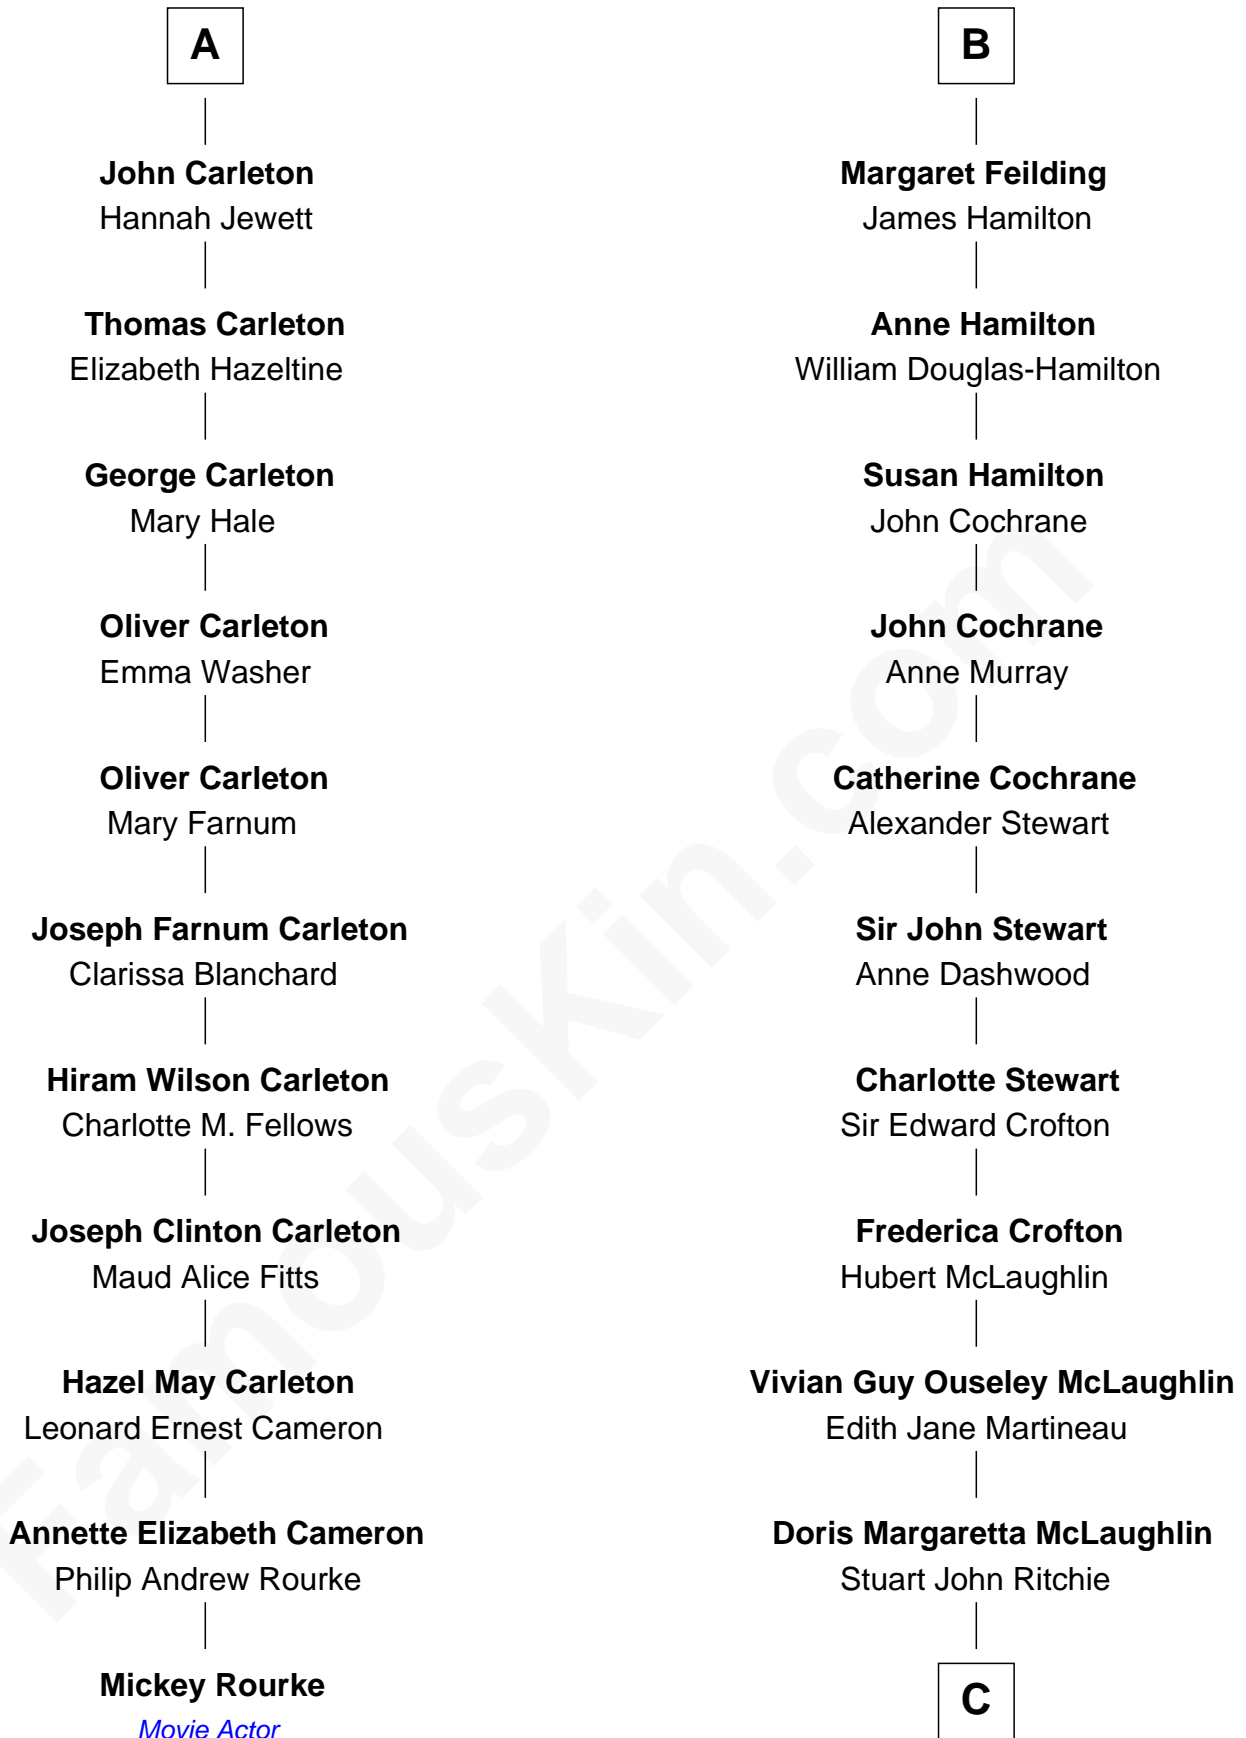 A
John Carleton
Hannah Jewett
Thomas Carleton
Elizabeth Hazeltine
George Carleton
Mary Hale
Oliver Carleton
Emma Washer
Oliver Carleton
Mary Farnum
Joseph Farnum Carleton
Clarissa Blanchard
Hiram Wilson Carleton
Charlotte M. Fellows
Joseph Clinton Carleton
Maud Alice Fitts
Hazel May Carleton
Leonard Ernest Cameron
Annette Elizabeth Cameron
Philip Andrew Rourke
Mickey Rourke
Movie Actor
B
Margaret Feilding
James Hamilton
Anne Hamilton
William Douglas-Hamilton
Susan Hamilton
John Cochrane
John Cochrane
Anne Murray
Catherine Cochrane
Alexander Stewart
Sir John Stewart
Anne Dashwood
Charlotte Stewart
Sir Edward Crofton
Frederica Crofton
Hubert McLaughlin
Vivian Guy Ouseley McLaughlin
Edith Jane Martineau
Doris Margaretta McLaughlin
Stuart John Ritchie
C
FamousKin.com